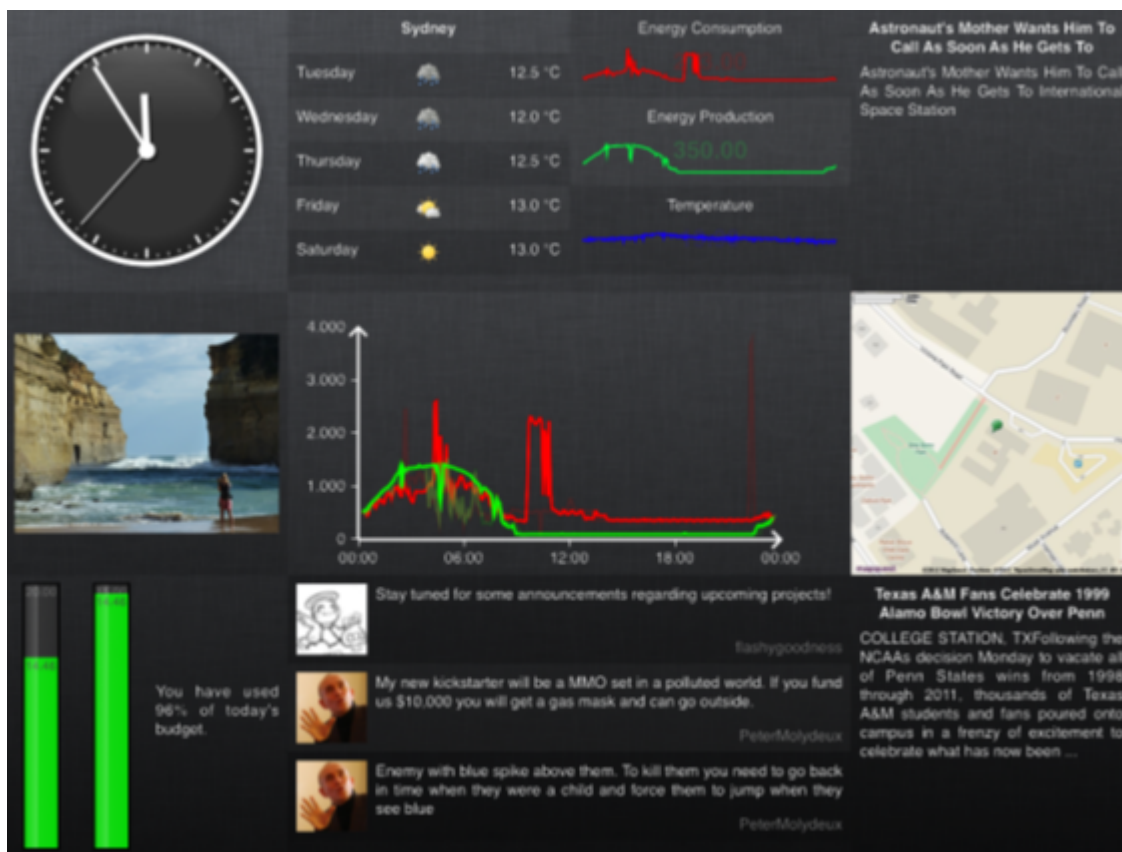 Sydney
Tuesday 12.5 °C
Wednesday 12.0 °C
Thursday 12.5 °C
Friday 13.0 °C
Saturday 13.0 °C
Energy Consumption
Energy Production
350.00
Temperature
Astronaut's Mother Wants Him To
Call As Soon As He Gets To
Astronaut's Mother Wants Him To Call
As Soon As He Gets To International
Space Station
4.000
3.000
2.000
1.000
0
00:00 06:00 12:00 18:00 00:00
You have used
96% of today's
budget.
Stay tuned for some announcements regarding upcoming projects!
flashygoodness
My new kickstarter will be a MMO set in a polluted world. If you fund
us $10,000 you will get a gas mask and can go outside.
PeterMolydeux
Enemy with blue spike above them. To kill them you need to go back
in time when they were a child and force them to jump when they
see blue
PeterMolydeux
Texas A&M Fans Celebrate 1999
Alamo Bowl Victory Over Penn
COLLEGE STATION, TXFollowing the
NCAAs decision Monday to vacate all
of Penn States wins from 1998
through 2011, thousands of Texas
A&M students and fans poured onto
campus in a frenzy of excitement to
celebrate what has now been ...